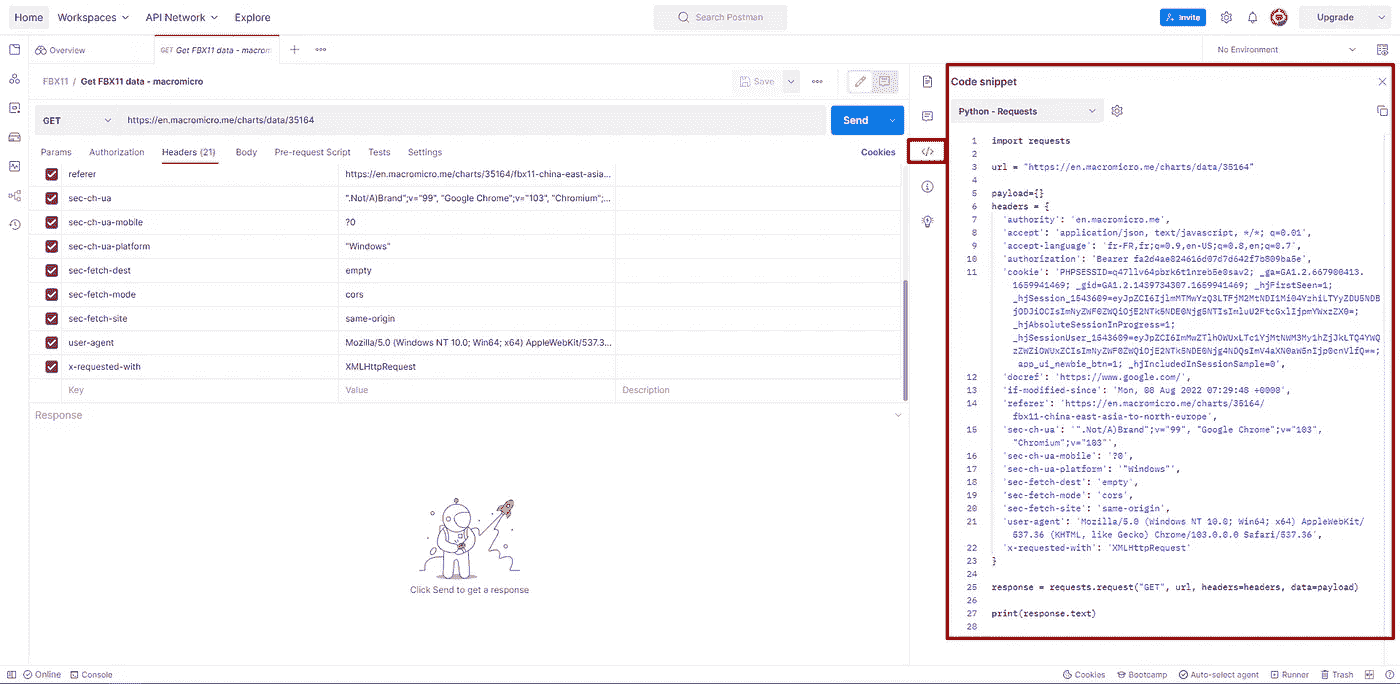 Home Workspaces API Network Explore Search Postman Invite Upgrade
Overview GET Get FBX11 data - macrom No Environment
FBX11 / Get FBX11 data - macromicro Save
GET https://en.macromicro.me/charts/data/35164 Send
Params Authorization Headers (21) Body Pre-request Script Tests Settings Cookies
referer https://en.macromicro.me/charts/35164/fbx11-china-east-asia...
sec-ch-ua ".Not/A)Brand";v="99", "Google Chrome";v="103", "Chromium";...
sec-ch-ua-mobile ?0
sec-ch-ua-platform "Windows"
sec-fetch-dest empty
sec-fetch-mode cors
sec-fetch-site same-origin
user-agent Mozilla/5.0 (Windows NT 10.0; Win64; x64) AppleWebKit/537.3...
x-requested-with XMLHttpRequest
Key Value Description
Response
Click Send to get a response
Code snippet
Python - Requests
1 import requests
2
3 url = "https://en.macromicro.me/charts/data/35164"
4
5 payload={}
6 headers = {
7 'authority': 'en.macromicro.me',
8 'accept': 'application/json, text/javascript, */*; q=0.01',
9 'accept-language': 'fr-FR,fr;q=0.9,en-US;q=0.8,en;q=0.7',
10 'authorization': 'Bearer
11 'cookie': _ga=GA1.2.667900413.
1659941469; _gid=GA1.2.1439734307.1659941469; _hjFirstSeen=1;
_hjAbsoluteSessionInProgress=1;
app_ui_newbie_btn=1; _hjIncludedInSessionSample=0',
12 'docref': 'https://www.google.com/',
13 'if-modified-since': 'Mon, 08 Aug 2022 07:29:48 +0000',
14 'referer': 'https://en.macromicro.me/charts/35164/
fbx11-china-east-asia-to-north-europe',
15 'sec-ch-ua': '".Not/A)Brand";v="99", "Google Chrome";v="103",
"Chromium";v="103"',
16 'sec-ch-ua-mobile': '?0',
17 'sec-ch-ua-platform': '"Windows"',
18 'sec-fetch-dest': 'empty',
19 'sec-fetch-mode': 'cors',
20 'sec-fetch-site': 'same-origin',
21 'user-agent': 'Mozilla/5.0 (Windows NT 10.0; Win64; x64) AppleWebKit/
537.36 (KHTML, like Gecko) Chrome/103.0.0.0 Safari/537.36',
22 'x-requested-with': 'XMLHttpRequest'
23 }
24
25 response = requests.request("GET", url, headers=headers, data=payload)
26
27 print(response.text)
28
Online Console Cookies Bootcamp Auto-select agent Runner Trash